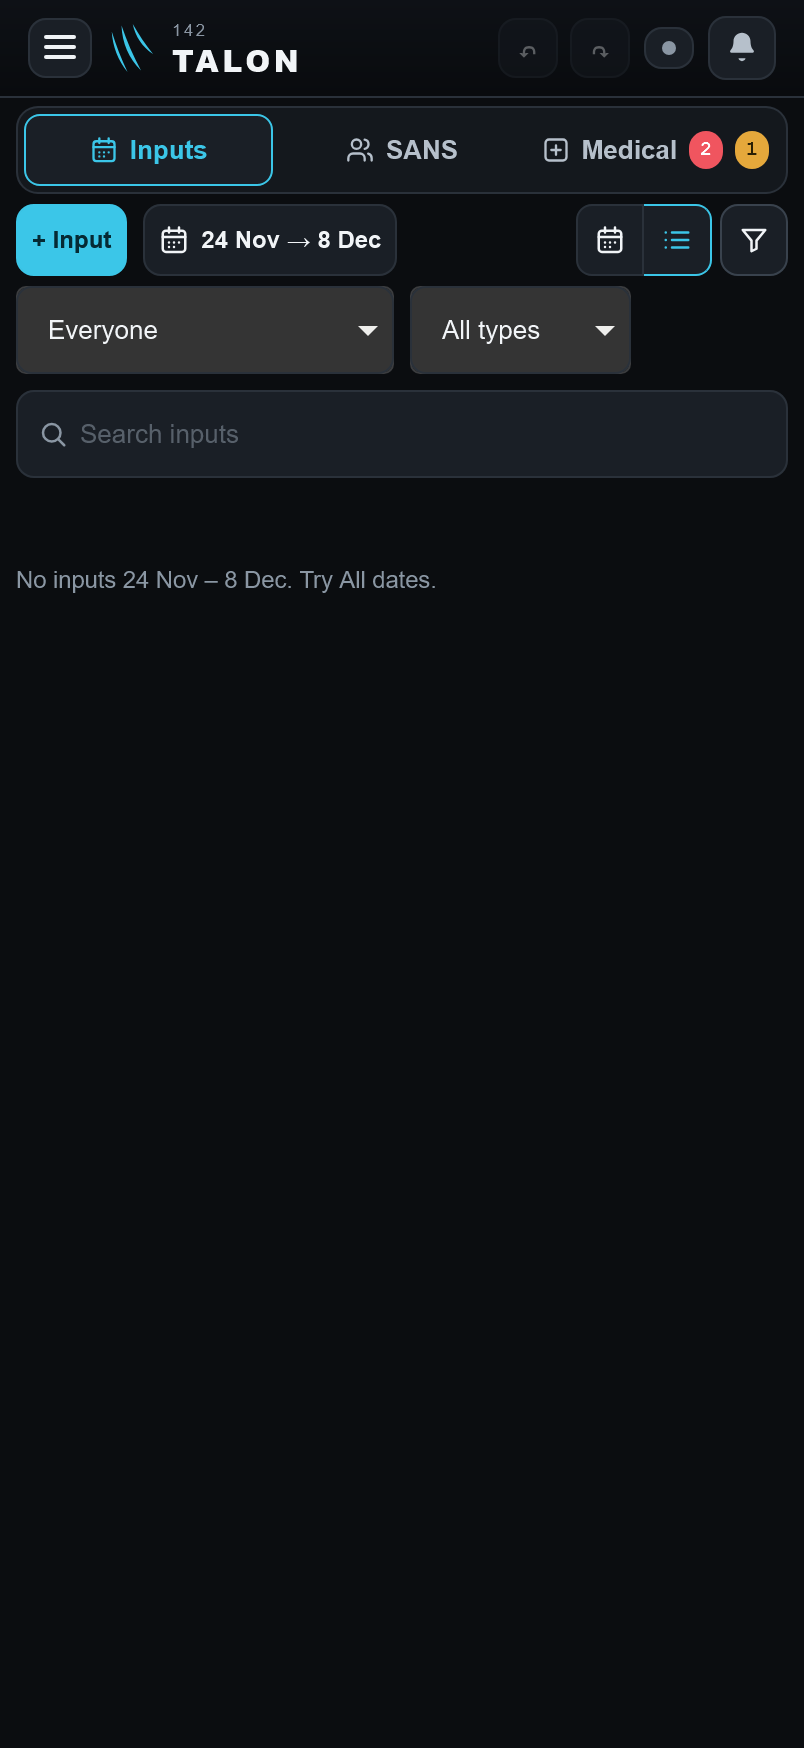 142
TALON
Inputs
SANS
Medical 2 1
+ Input
24 Nov → 8 Dec
Everyone
All types
Search inputs
No inputs 24 Nov – 8 Dec. Try All dates.